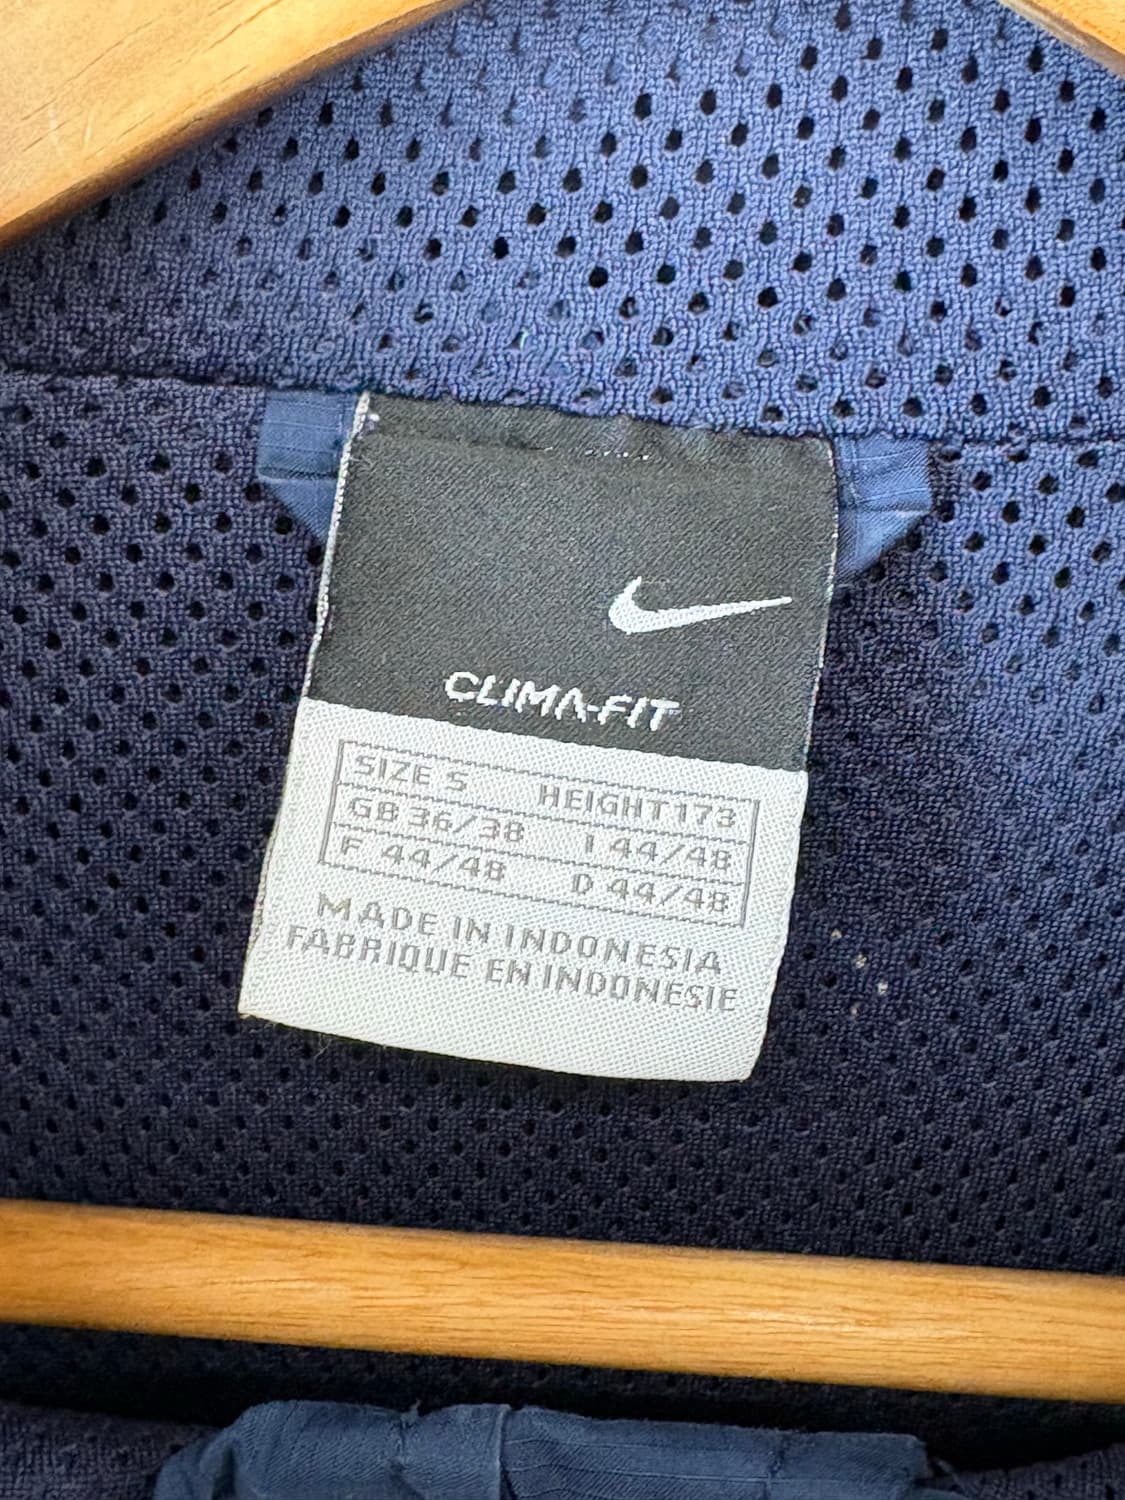 CLIMA-FIT
SIZE S HEIGHT 173
GB 36/38 I 44/48
F 44/48 D 44/48
MADE IN INDONESIA
FABRIQUE EN INDONESIE